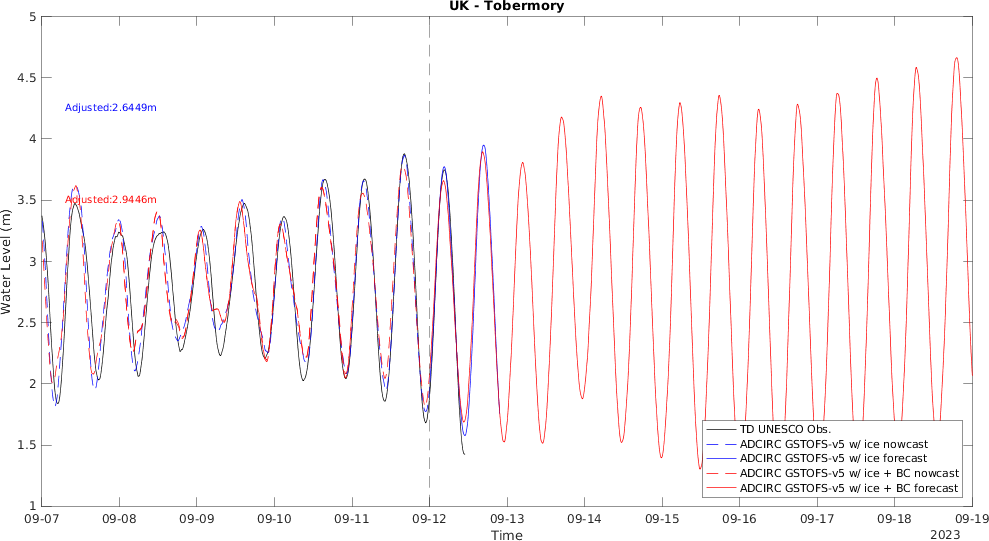 UK - Tobermory
5
4.5
4
3.5
3
2.5
2
1.5
1
Water Level (m)
Adjusted:2.6449m
Adjusted:2.9446m
TD UNESCO Obs.
ADCIRC GSTOFS-v5 w/ ice nowcast
ADCIRC GSTOFS-v5 w/ ice forecast
ADCIRC GSTOFS-v5 w/ ice + BC nowcast
ADCIRC GSTOFS-v5 w/ ice + BC forecast
09-07 09-08 09-09 09-10 09-11 09-12 09-13 09-14 09-15 09-16 09-17 09-18 09-19
Time
2023